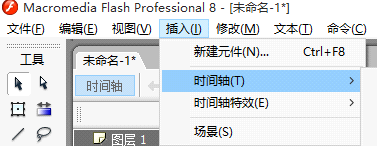 Macromedia Flash Professional 8 - [未命名-1*]
文件(F) 编辑(E) 视图(V) 插入(I) 修改(M) 文本(T) 命令(C)
工具
未命名-1*
新建元件(N)... Ctrl+F8
时间轴
时间轴(T)
时间轴特效(E)
图层 1
场景(S)